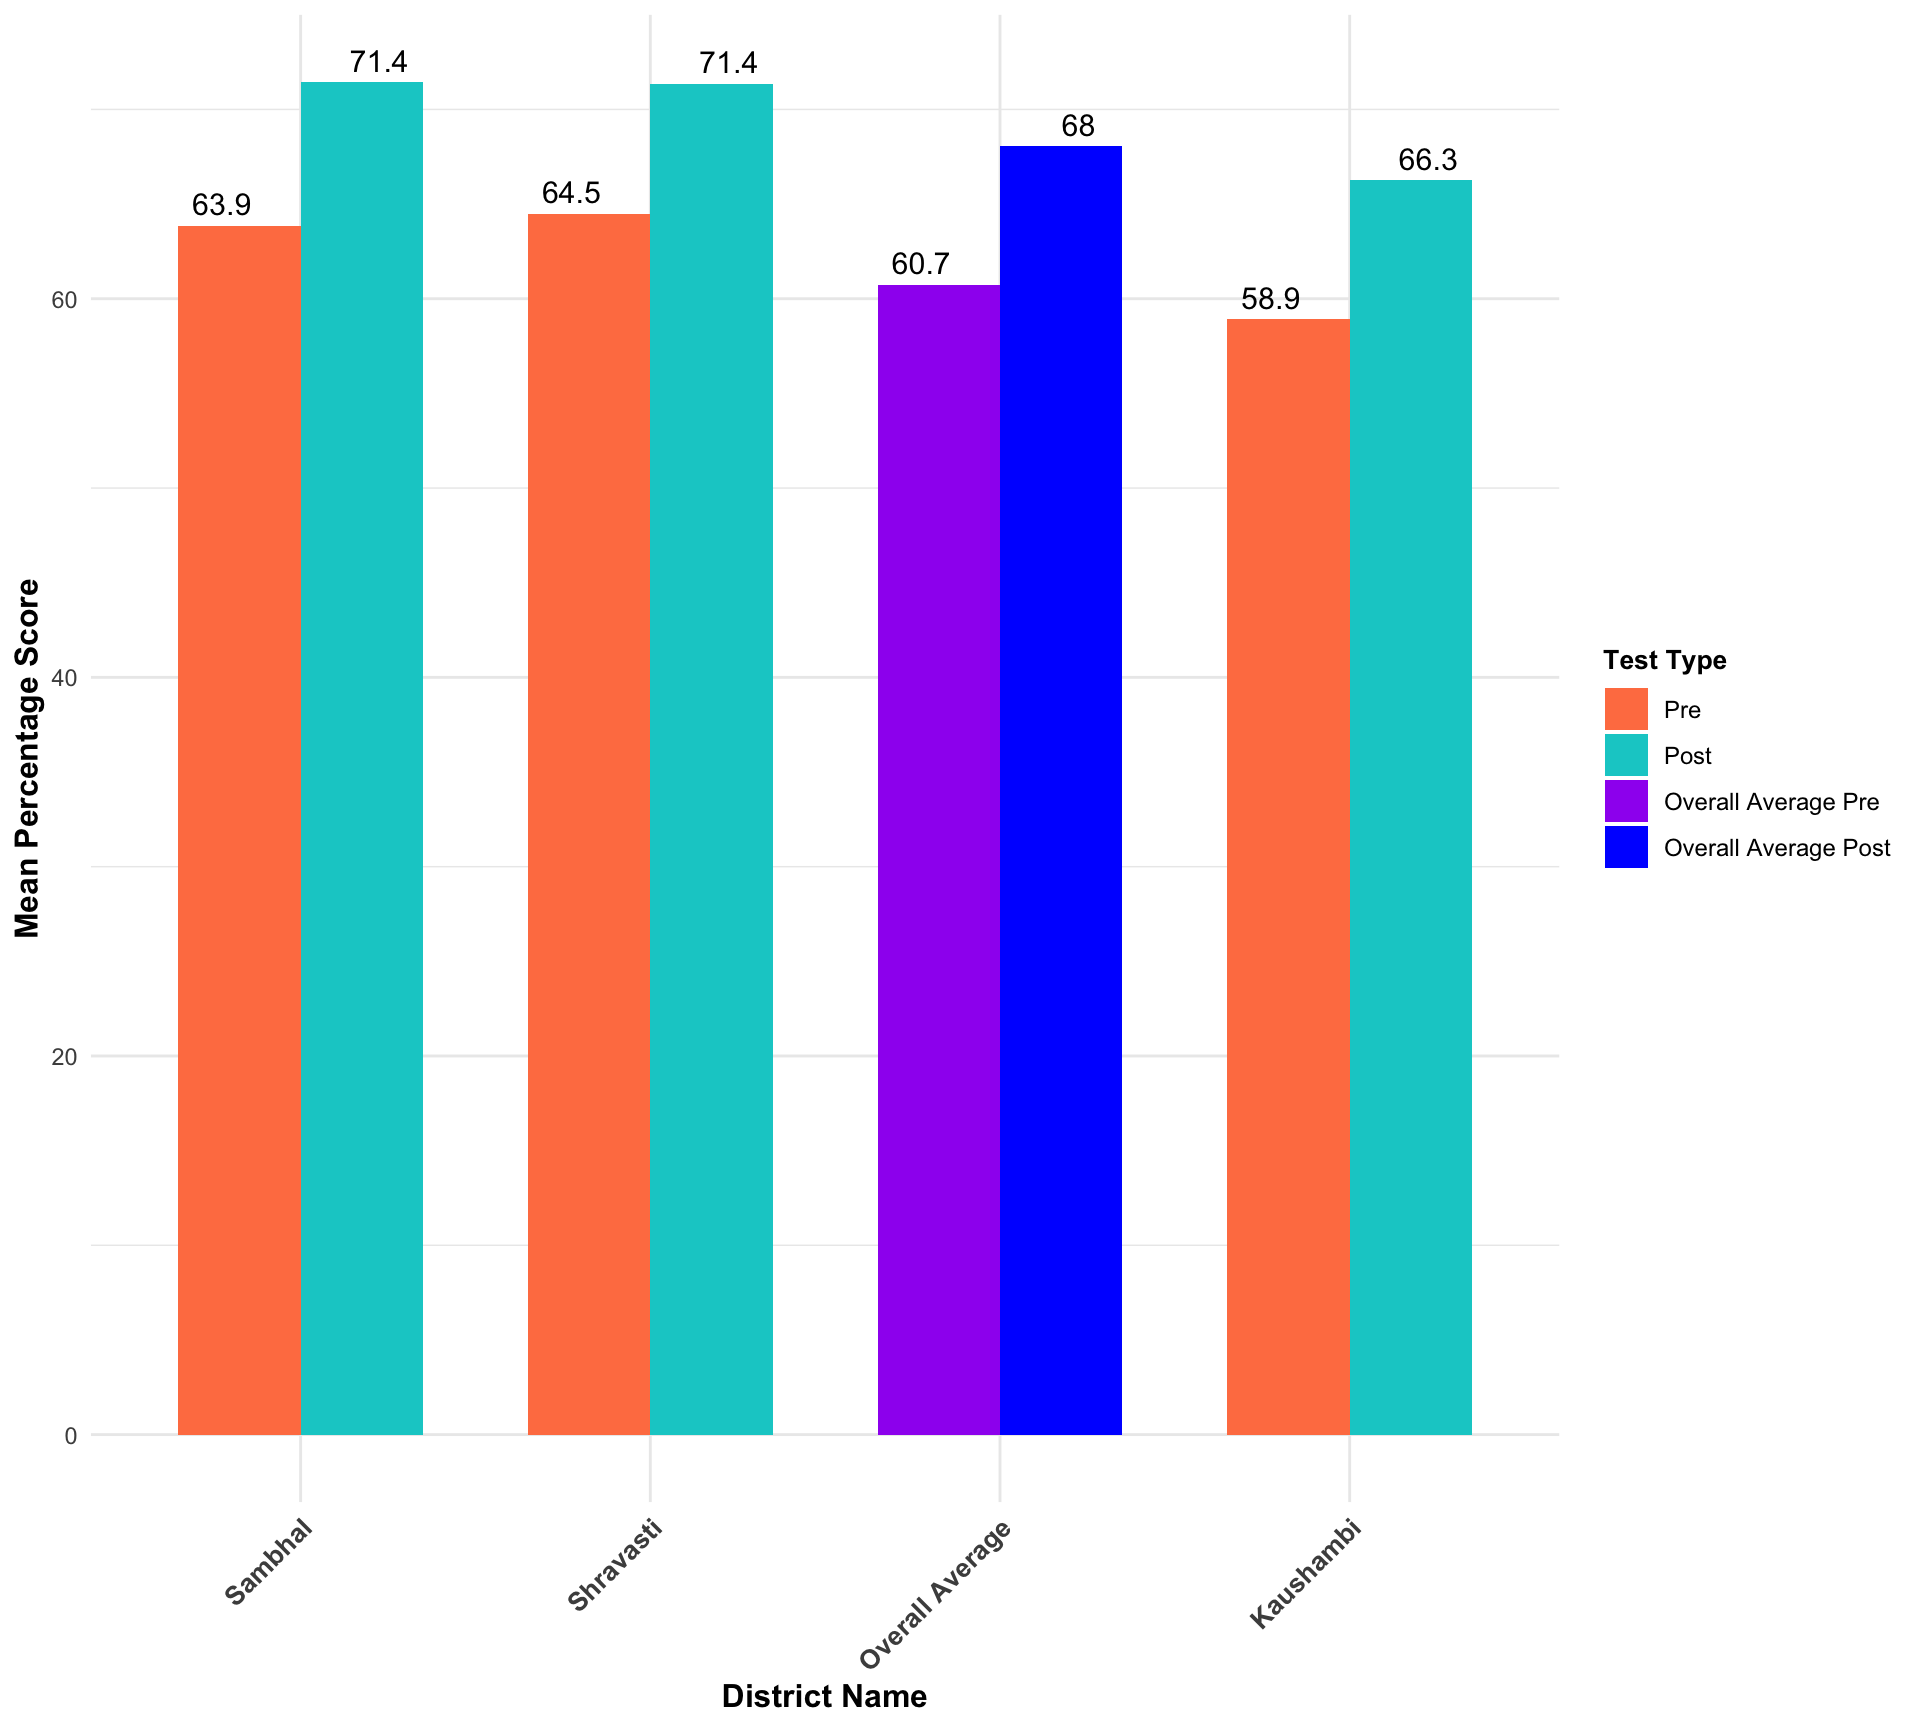 71.4
71.4
68
66.3
64.5
63.9
60.7
58.9
60
40
20
0
Mean Percentage Score
Sambhal
Shravasti
Overall Average
Kaushambi
District Name
Test Type
Pre
Post
Overall Average Pre
Overall Average Post